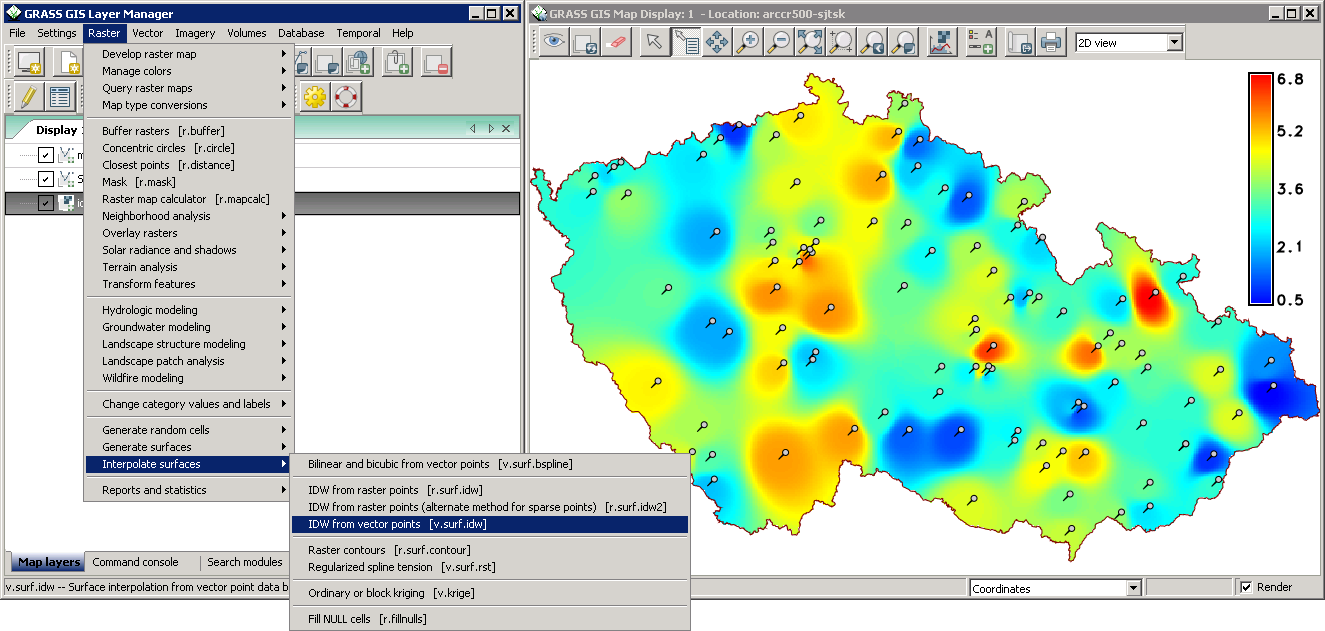 GRASS GIS Layer Manager
File Settings Raster Vector Imagery Volumes Database Temporal Help
Develop raster map
Manage colors
Query raster maps
Map type conversions
Buffer rasters [r.buffer]
Concentric circles [r.circle]
Closest points [r.distance]
Mask [r.mask]
Raster map calculator [r.mapcalc]
Neighborhood analysis
Overlay rasters
Solar radiance and shadows
Terrain analysis
Transform features
Hydrologic modeling
Groundwater modeling
Landscape structure modeling
Landscape patch analysis
Wildfire modeling
Change category values and labels
Generate random cells
Generate surfaces
Interpolate surfaces
Reports and statistics
Display
Bilinear and bicubic from vector points [v.surf.bspline]
IDW from raster points [r.surf.idw]
IDW from raster points (alternate method for sparse points) [r.surf.idw2]
IDW from vector points [v.surf.idw]
Raster contours [r.surf.contour]
Regularized spline tension [v.surf.rst]
Ordinary or block kriging [v.krige]
Fill NULL cells [r.fillnulls]
Map layers Command console Search modules
v.surf.idw -- Surface interpolation from vector point data b
GRASS GIS Map Display: 1 - Location: arccr500-sjtsk
2D view
6.8
5.2
3.6
2.1
0.5
Coordinates
Render